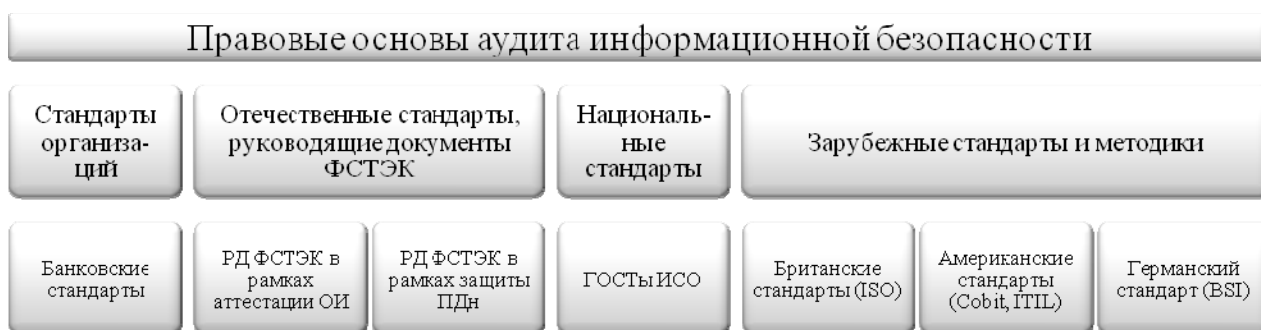 Правовые основы аудита информационной безопасности
Стандарты
организа-
ций
Отечественные стандарты,
руководящие документы
ФСТЭК
Националь-
ные
стандарты
Зарубежные стандарты и методики
Банковские
стандарты
РД ФСТЭК в
рамках
аттестации ОИ
РД ФСТЭК в
рамках защиты
ПДн
ГОСТы ИСО
Британские
стандарты (ISO)
Американские
стандарты
(Cobit, ITIL)
Германский
стандарт (BSI)